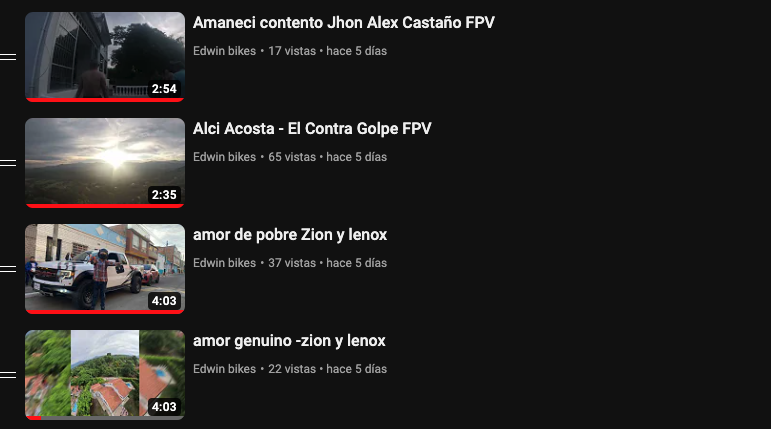 Amaneci contento Jhon Alex Castaño FPV
Edwin bikes • 17 vistas • hace 5 días
2:54
Alci Acosta - El Contra Golpe FPV
Edwin bikes • 65 vistas • hace 5 días
2:35
amor de pobre Zion y lenox
Edwin bikes • 37 vistas • hace 5 días
4:03
amor genuino -zion y lenox
Edwin bikes • 22 vistas • hace 5 días
4:03